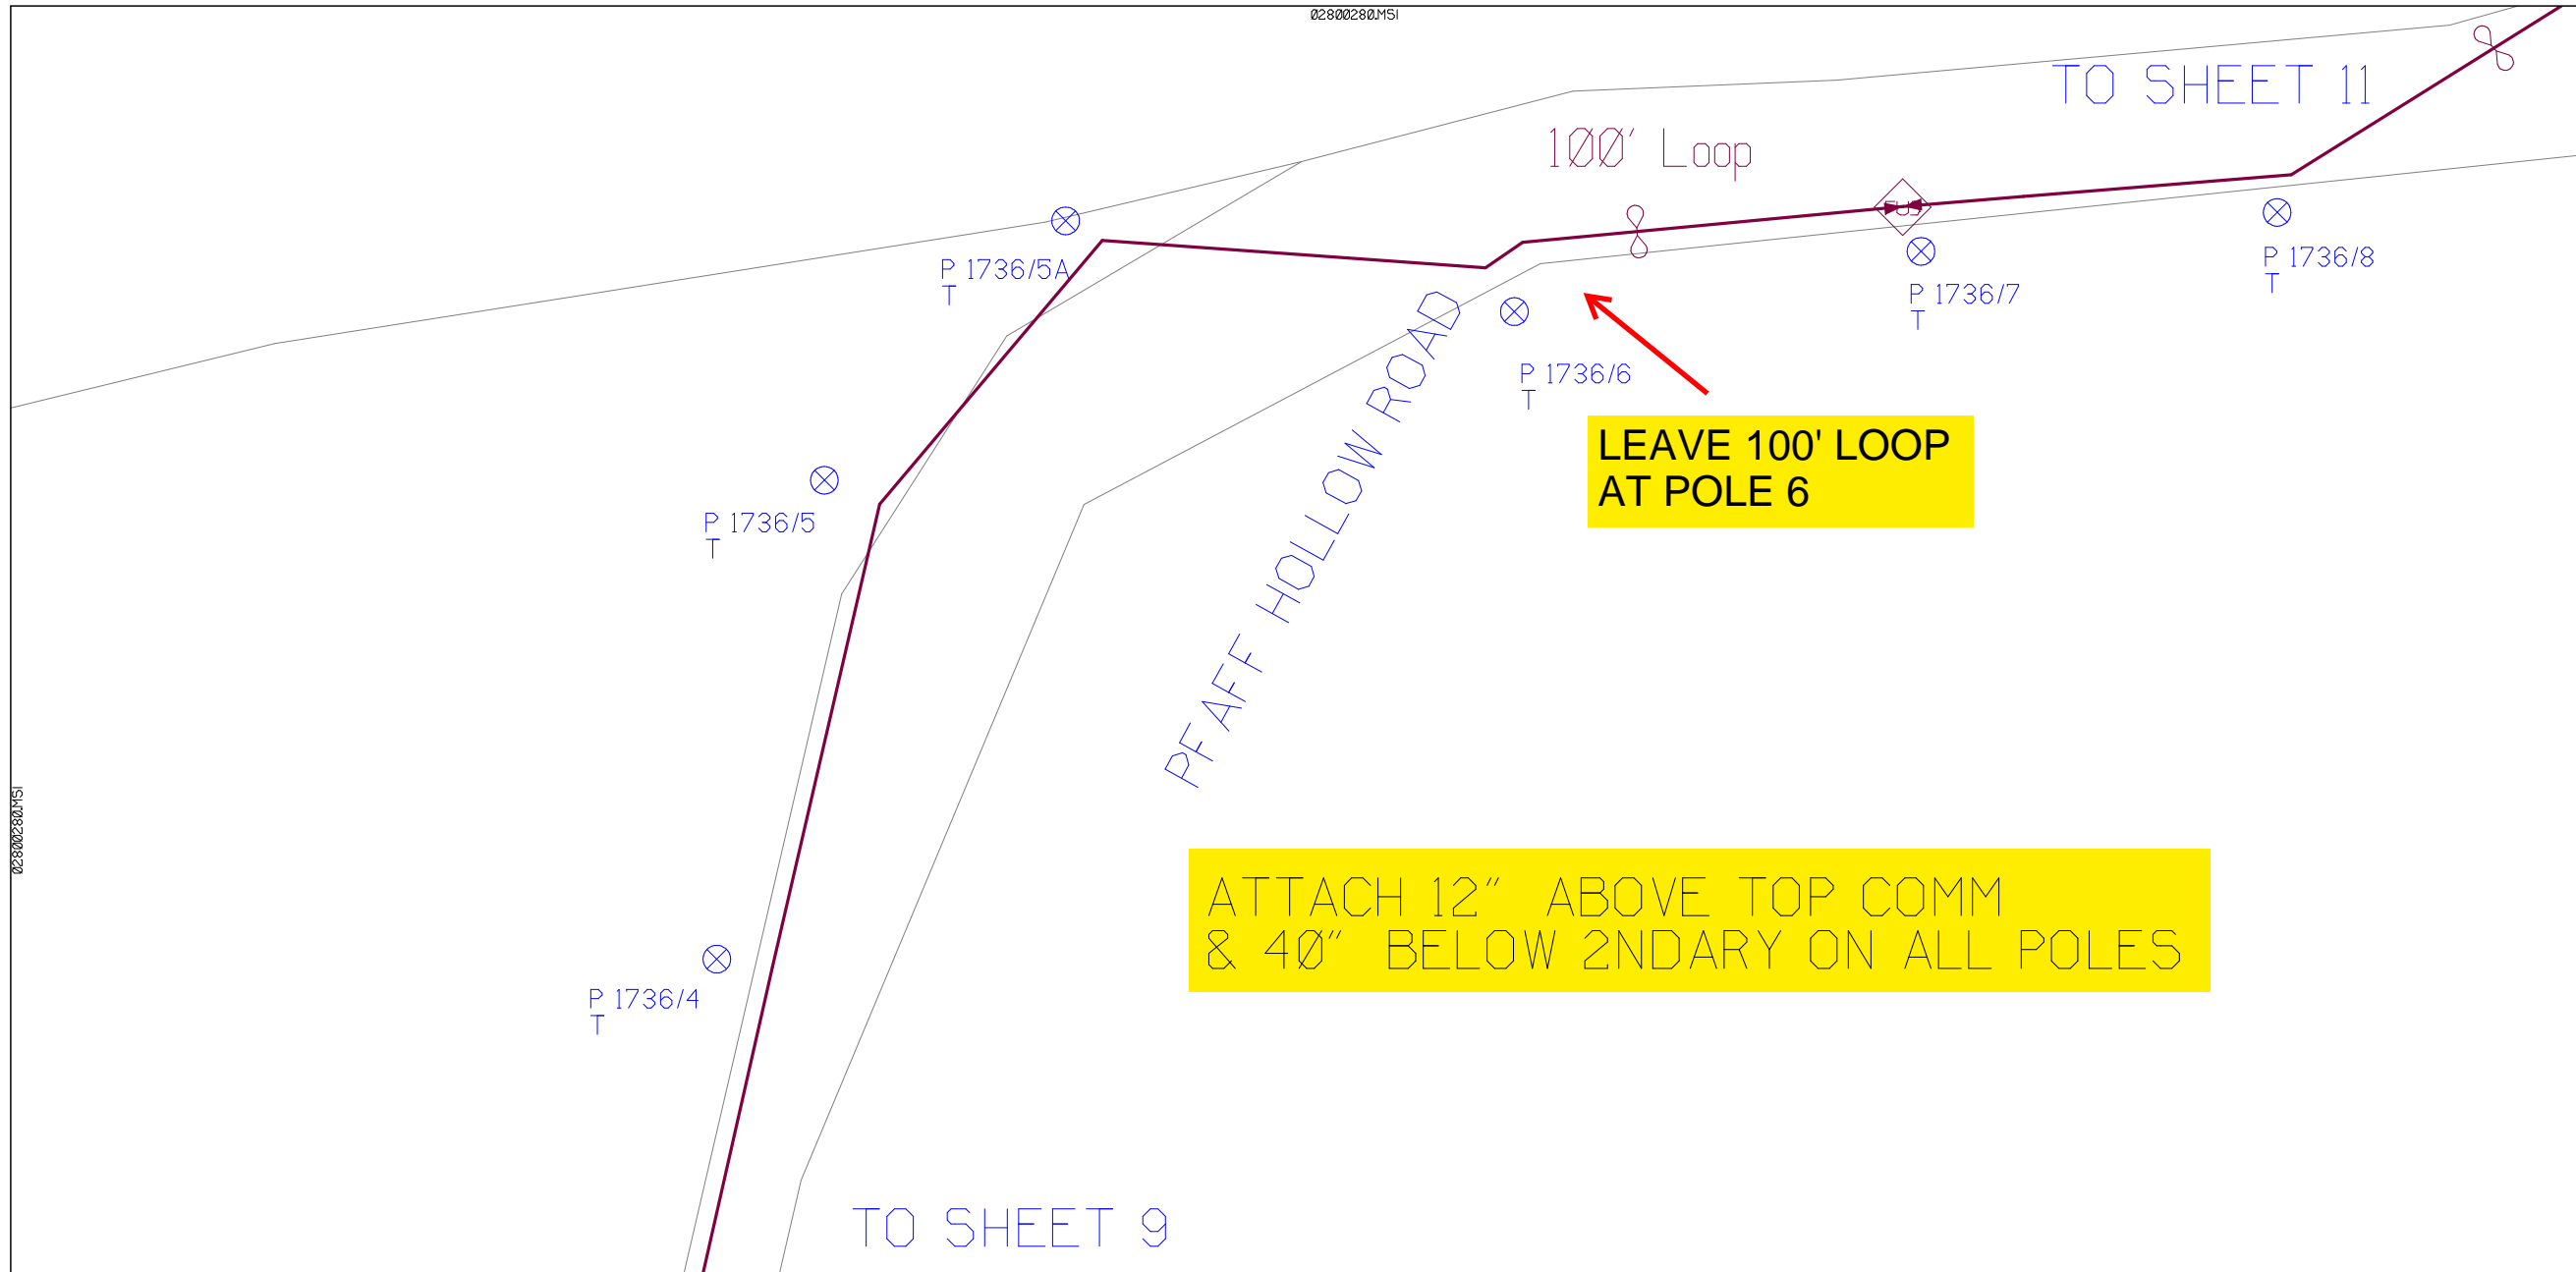 02800280.MSI
TO SHEET 11
100' Loop
P 1736/5A
T
P 1736/8
T
P 1736/7
T
P 1736/6
T
LEAVE 100' LOOP
AT POLE 6
P 1736/5
T
PFAFF HOLLOW ROAD
02800280.MSI
ATTACH 12" ABOVE TOP COMM
& 40" BELOW 2NDARY ON ALL POLES
P 1736/4
T
TO SHEET 9